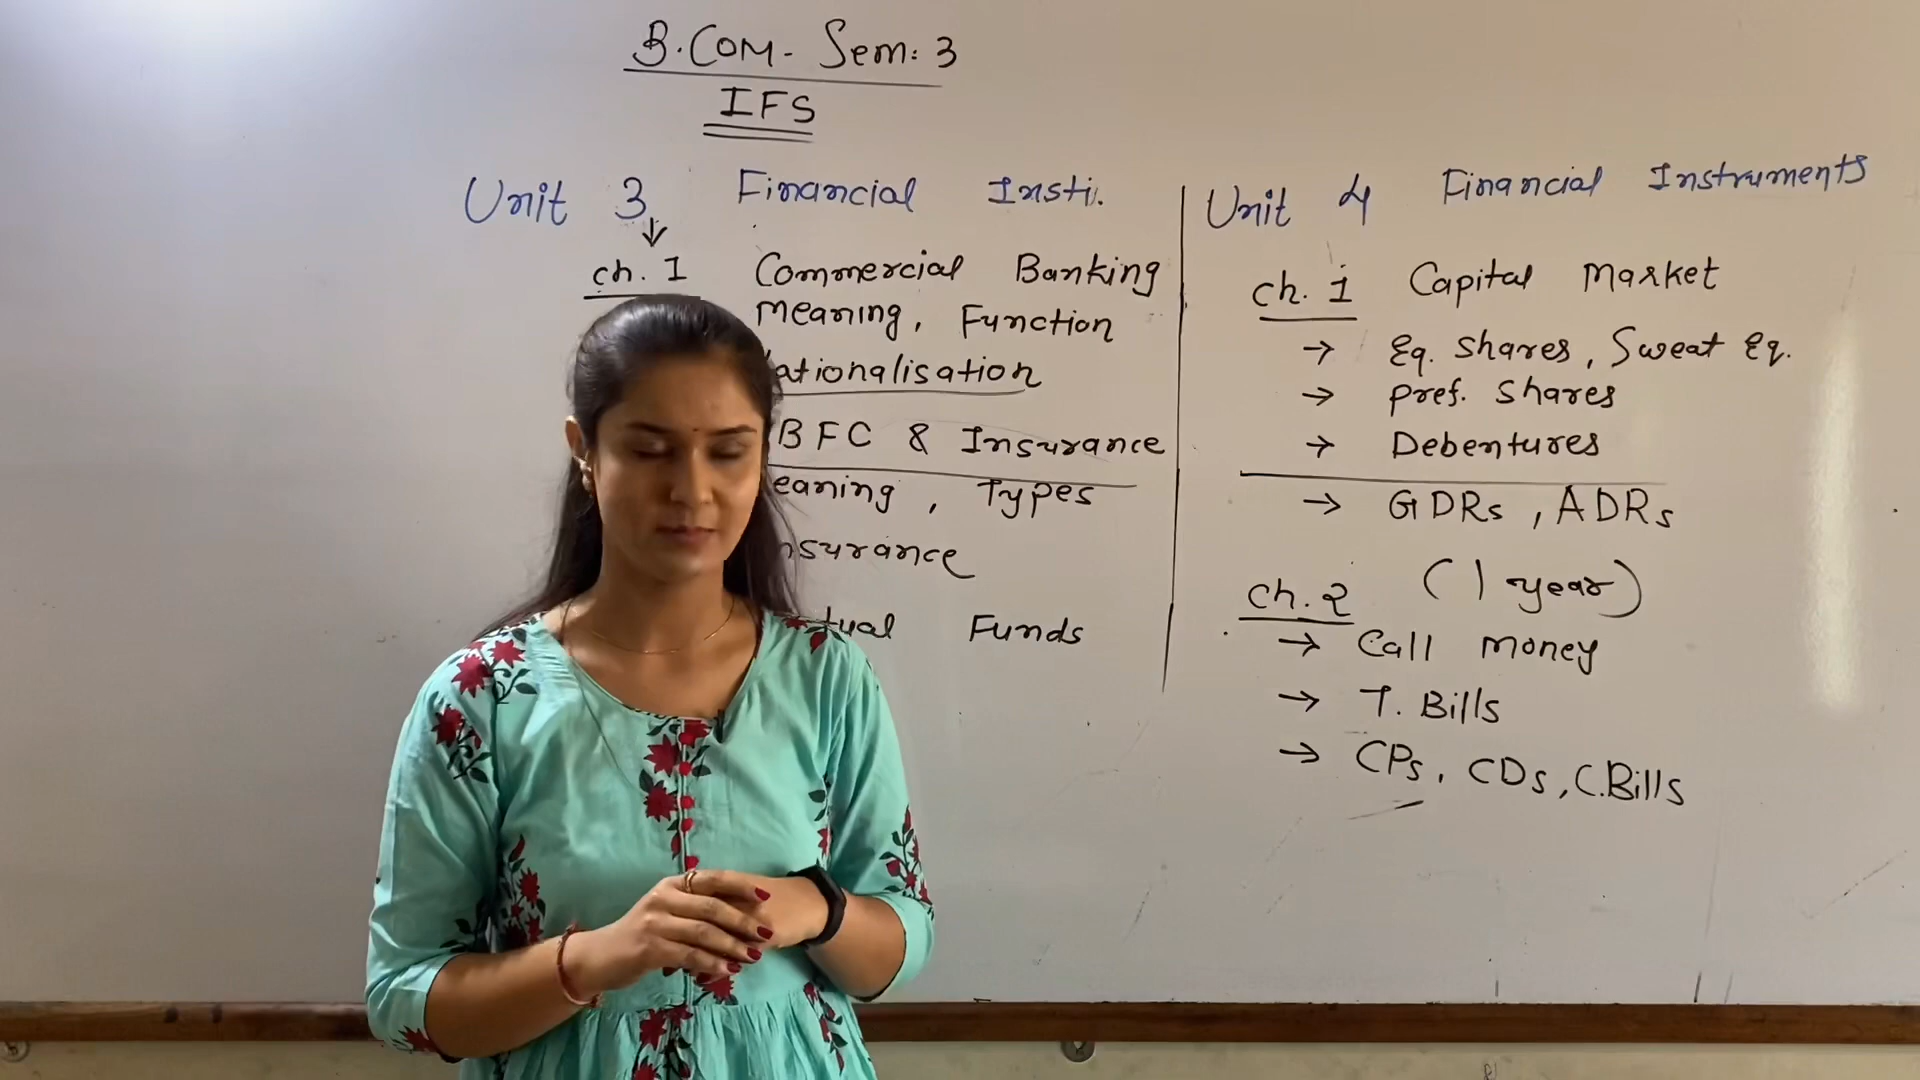 B.COM- Sem: 3
IFS
Unit 3 Financial Insti.
ch. 1 Commercial Banking
Meaning, Function
ationalisation
BFC & Insurance
eaning, Types
nsurance
tual Funds
Unit 4 Financial Instruments
ch. 1 Capital Market
→ Eq. shares, Sweat Eq.
→ Pref. shares
→ Debentures
→ GDRs, ADRs
ch. 2 (1 year)
→ Call Money
→ T. Bills
→ CPs, CDs, C.Bills